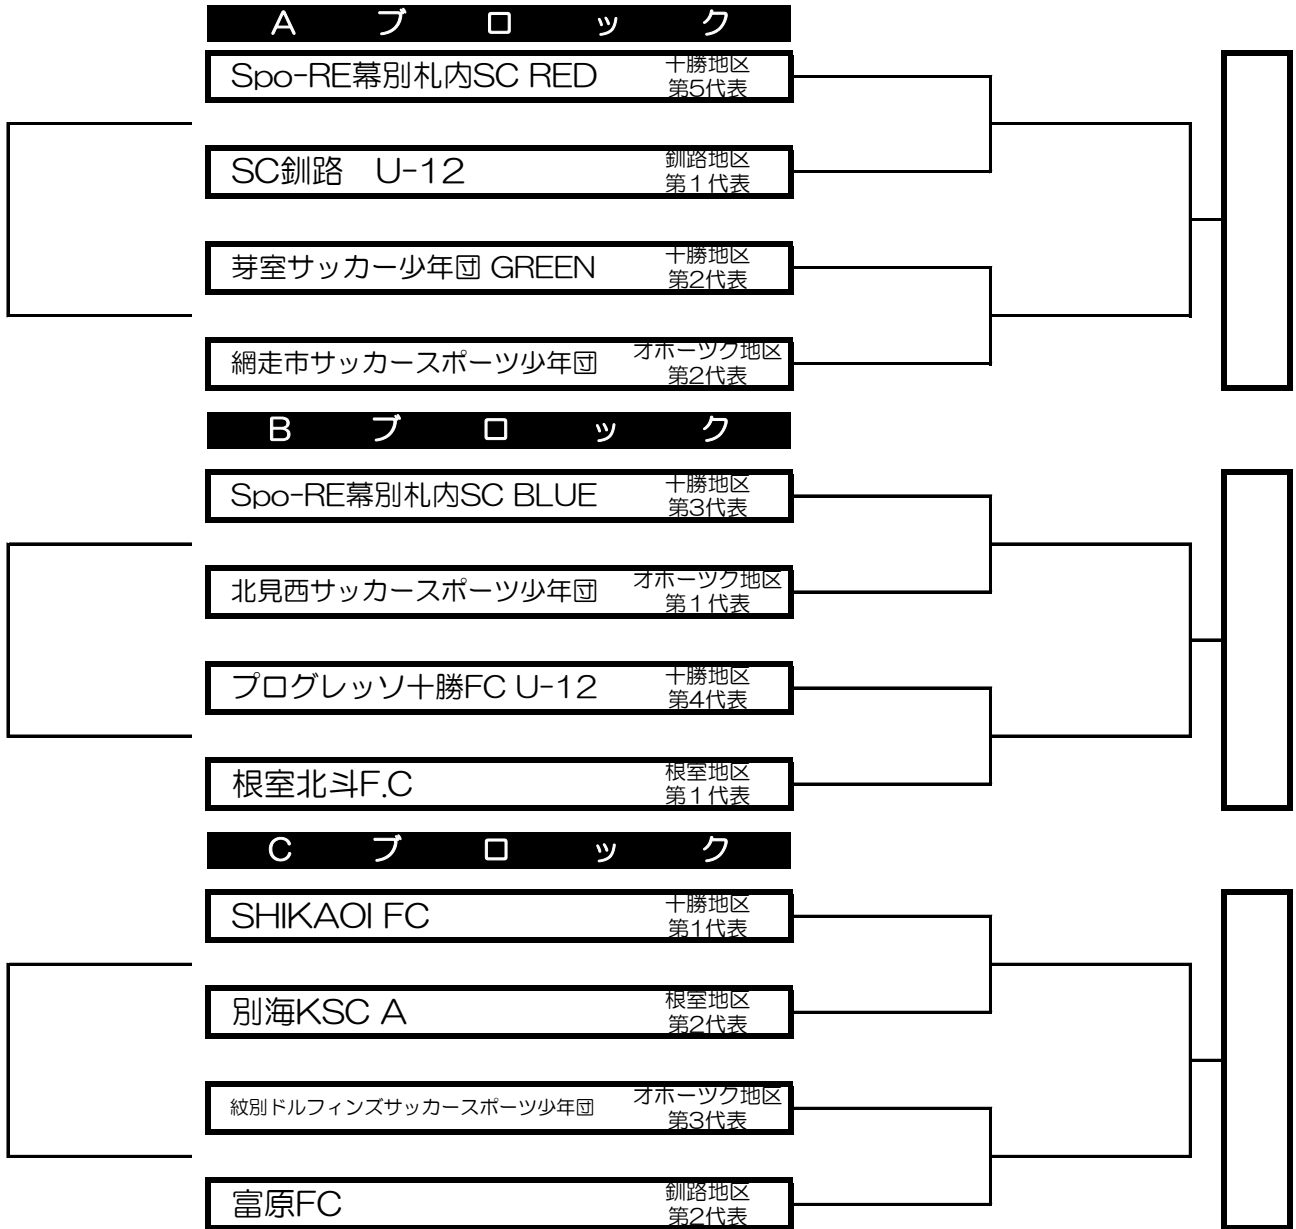 Aブロック
Spo-RE幕別札内SC RED 十勝地区
第5代表
SC釧路　U-12 釧路地区
第1代表
芽室サッカー少年団 GREEN 十勝地区
第2代表
網走市サッカースポーツ少年団 オホーツク地区
第2代表
Bブロック
Spo-RE幕別札内SC BLUE 十勝地区
第3代表
北見西サッカースポーツ少年団 オホーツク地区
第1代表
プログレッソ十勝FC U-12 十勝地区
第4代表
根室北斗F.C 根室地区
第1代表
Cブロック
SHIKAOI FC 十勝地区
第1代表
別海KSC A 根室地区
第2代表
紋別ドルフィンズサッカースポーツ少年団 オホーツク地区
第3代表
富原FC 釧路地区
第2代表